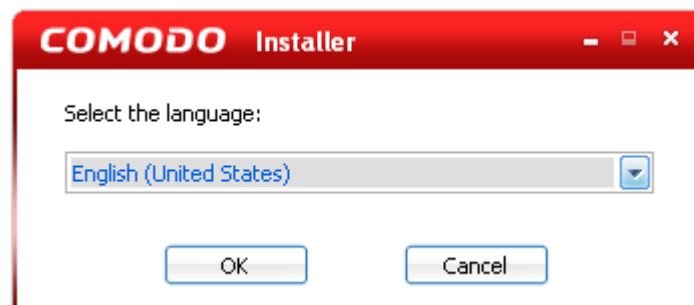 COMODO Installer
Select the language:
English (United States)
OK Cancel